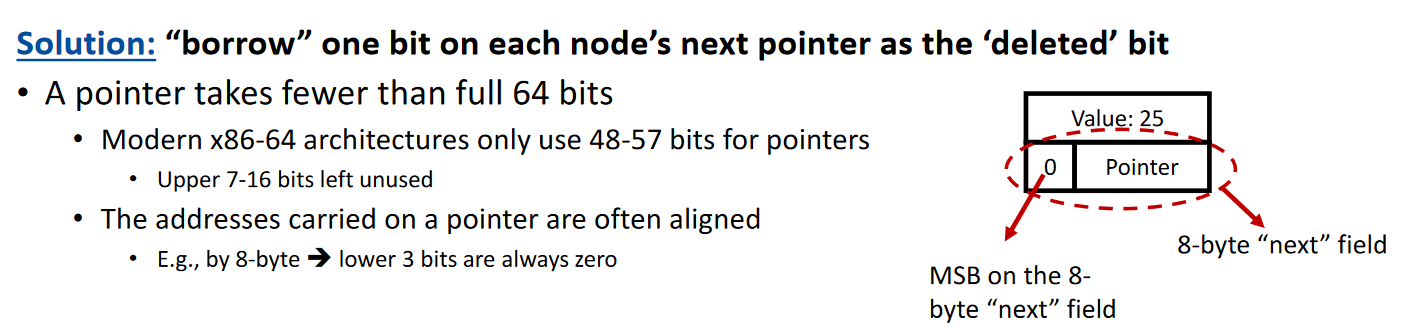 Solution: “borrow” one bit on each node’s next pointer as the ‘deleted’ bit
• A pointer takes fewer than full 64 bits
• Modern x86-64 architectures only use 48-57 bits for pointers
• Upper 7-16 bits left unused
• The addresses carried on a pointer are often aligned
• E.g., by 8-byte ➔ lower 3 bits are always zero
Value: 25
0 Pointer
8-byte “next” field
MSB on the 8-
byte “next” field